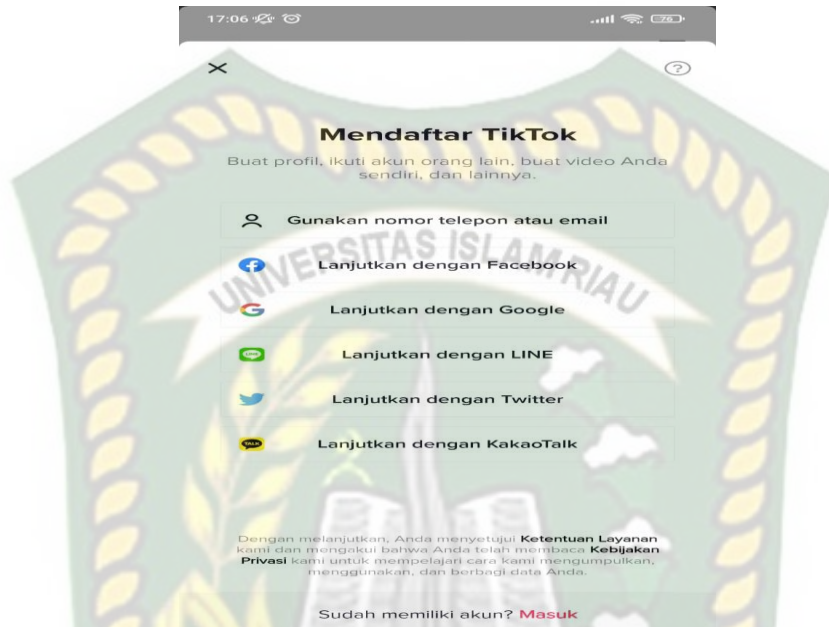 17:06
76
Mendaftar TikTok
Buat profil, ikuti akun orang lain, buat video Anda
sendiri, dan lainnya.
Gunakan nomor telepon atau email
UNIVERSITAS ISLAM RIAU
Lanjutkan dengan Facebook
Lanjutkan dengan Google
LINE
Lanjutkan dengan LINE
Lanjutkan dengan Twitter
TALK
Lanjutkan dengan KakaoTalk
Dengan melanjutkan, Anda menyetujui Ketentuan Layanan
kami dan mengakui bahwa Anda telah membaca Kebijakan
Privasi kami untuk mempelajari cara kami mengumpulkan,
menggunakan, dan berbagi data Anda.
Sudah memiliki akun? Masuk